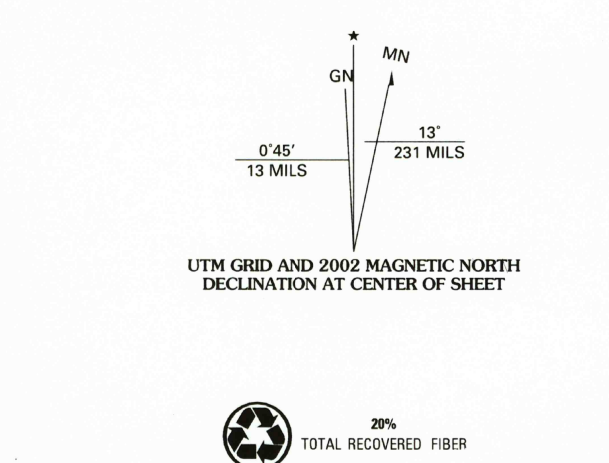 ★
MN
GN
13°
231 MILS
0°45′
13 MILS
UTM GRID AND 2002 MAGNETIC NORTH
DECLINATION AT CENTER OF SHEET
20%
TOTAL RECOVERED FIBER